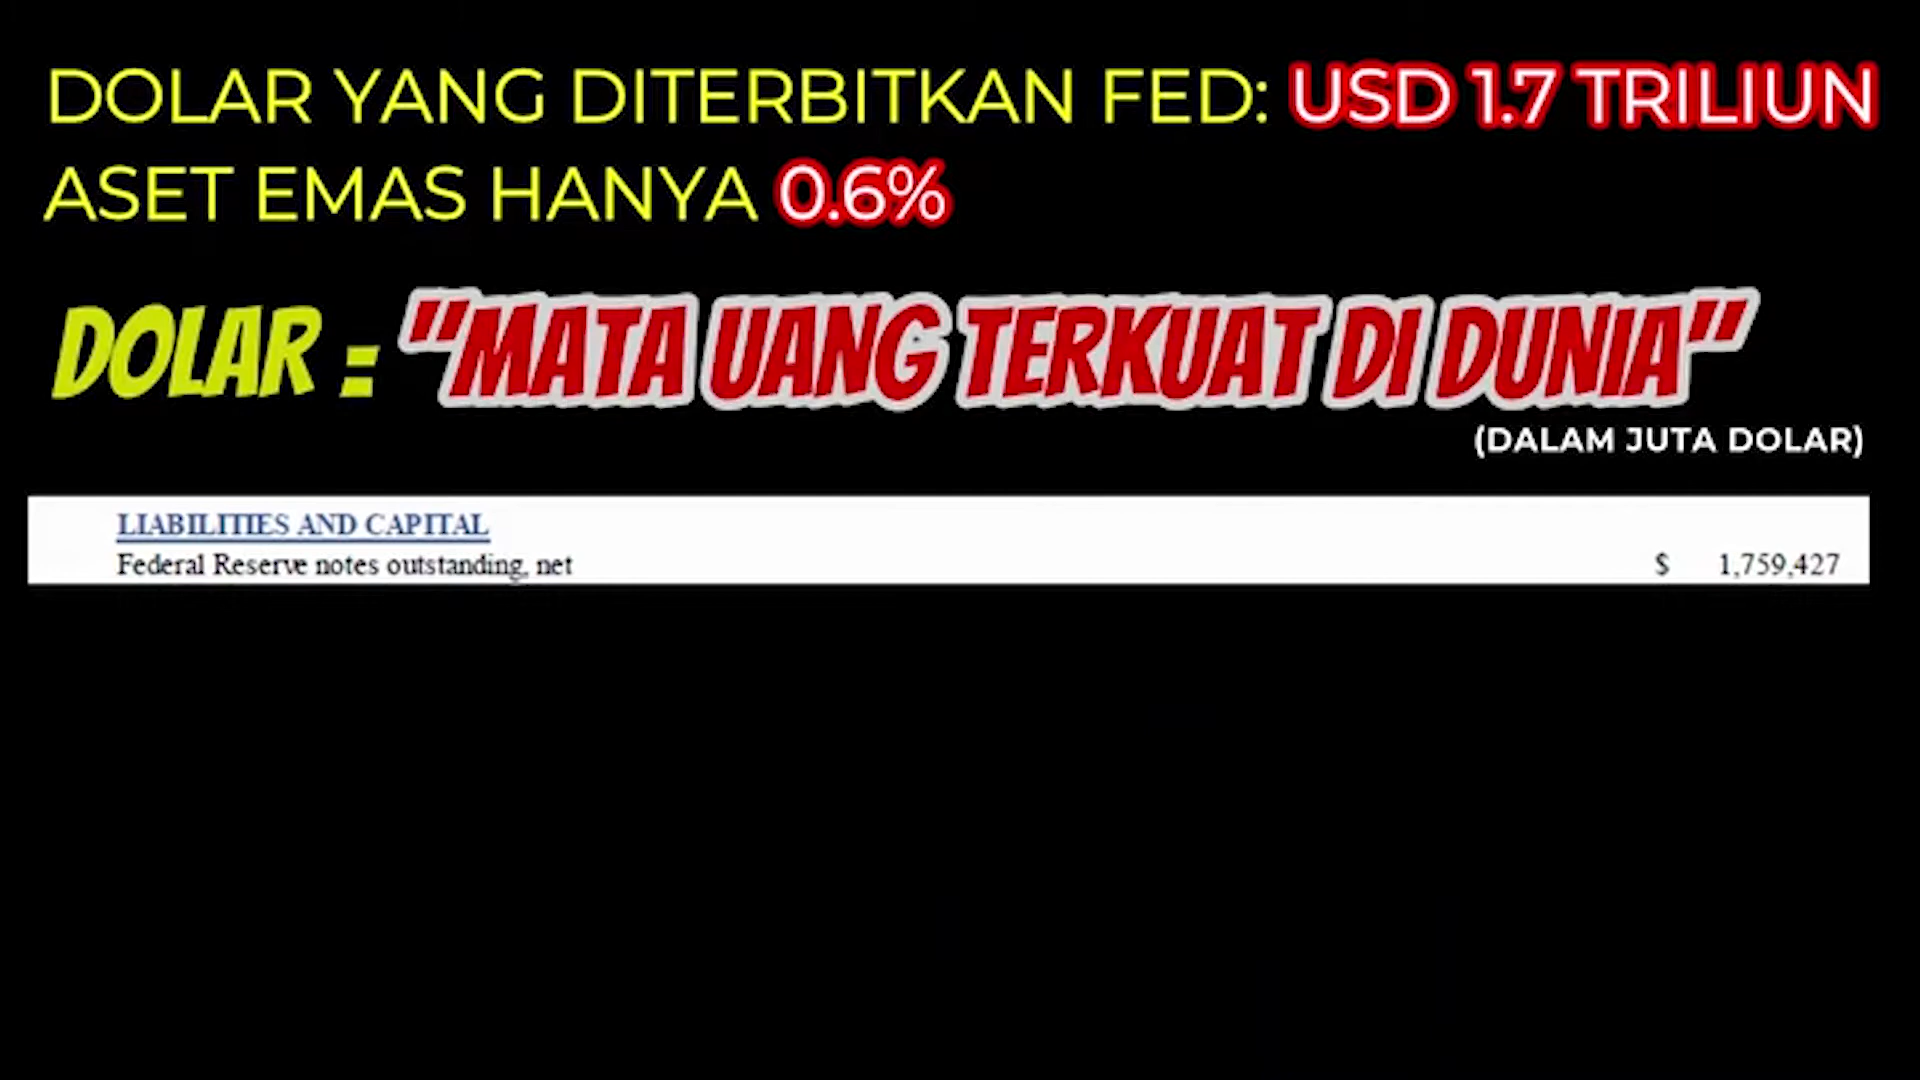 DOLAR YANG DITERBITKAN FED: USD 1.7 TRILIUN
ASET EMAS HANYA 0.6%
DOLAR = "MATA UANG TERKUAT DI DUNIA"
(DALAM JUTA DOLAR)
LIABILITIES AND CAPITAL
Federal Reserve notes outstanding, net $ 1,759,427